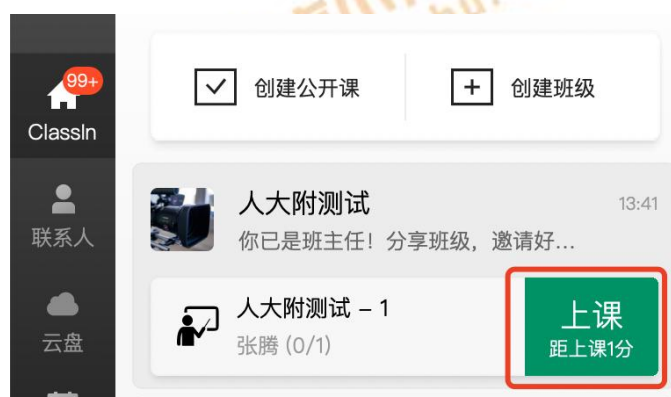 99+
ClassIn
创建公开课
创建班级
联系人
人大附测试
13:41
你已是班主任！分享班级，邀请好...
云盘
人大附测试 – 1
张腾 (0/1)
上课
距上课1分